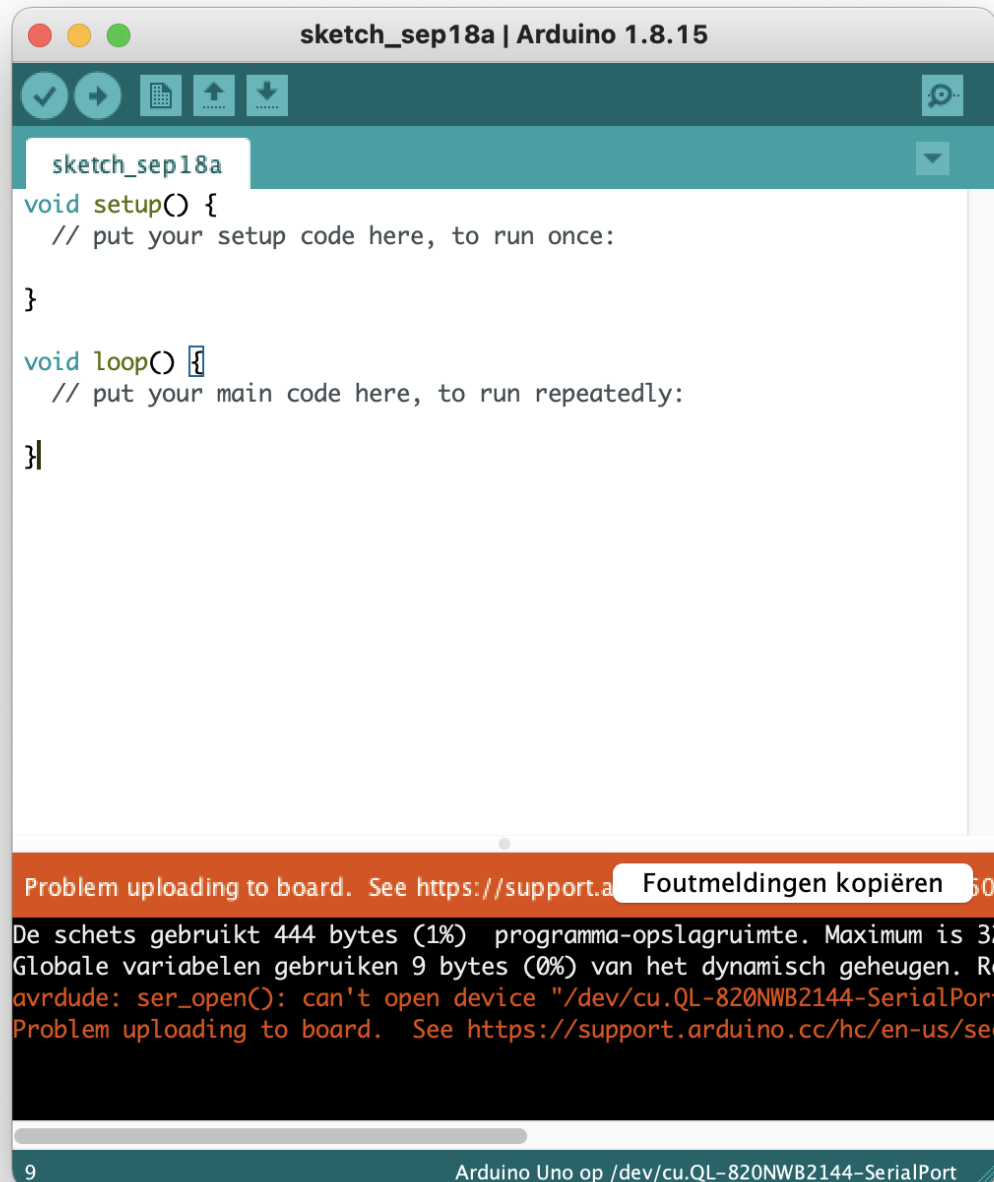 sketch_sep18a | Arduino 1.8.15
sketch_sep18a
void setup() {
  // put your setup code here, to run once:
}
void loop() {
  // put your main code here, to run repeatedly:
}
Problem uploading to board. See https://support.a
Foutmeldingen kopiëren
De schets gebruikt 444 bytes (1%)  programma-opslagruimte. Maximum is 32
Globale variabelen gebruiken 9 bytes (0%) van het dynamisch geheugen.
avrdude: ser_open(): can't open device "/dev/cu.QL-820NWB2144-SerialPort
Problem uploading to board.  See https://support.arduino.cc/hc/en-us/sec
9
Arduino Uno op /dev/cu.QL-820NWB2144-SerialPort